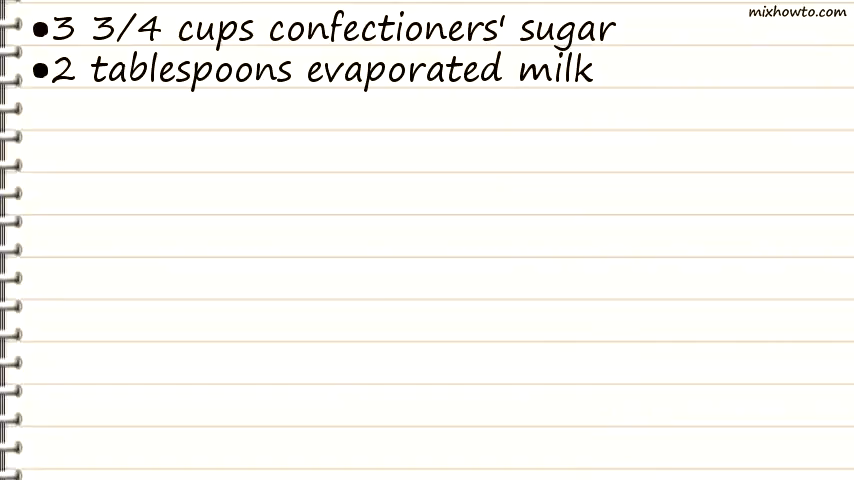 mixhowto.com
•3 3/4 cups confectioners' sugar
•2 tablespoons evaporated milk